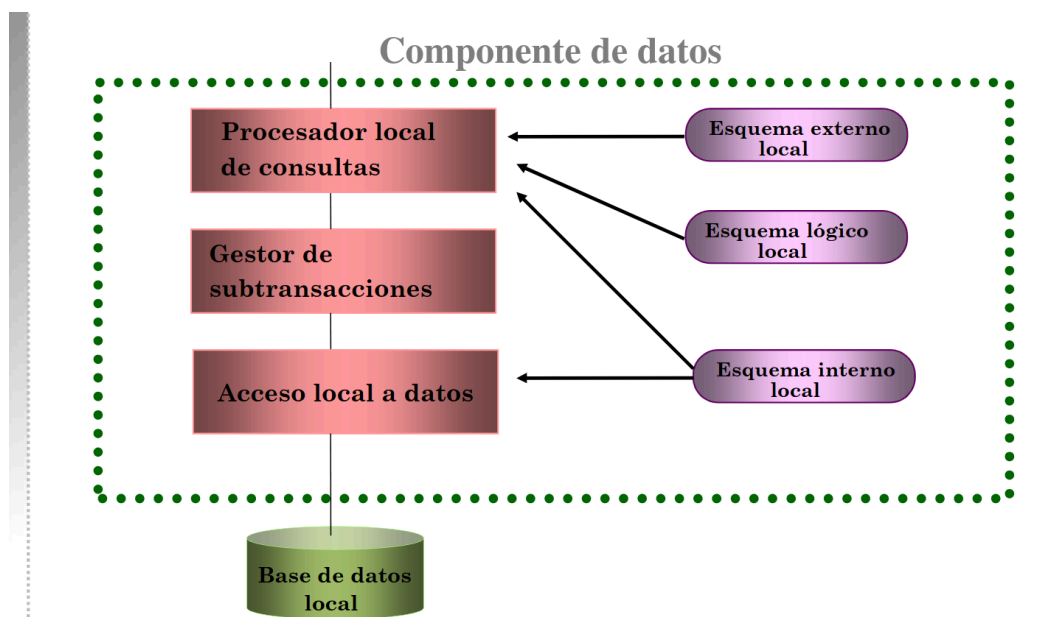 Componente de datos
Procesador local
de consultas
Esquema externo
local
Esquema lógico
local
Gestor de
subtransacciones
Esquema interno
local
Acceso local a datos
Base de datos
local